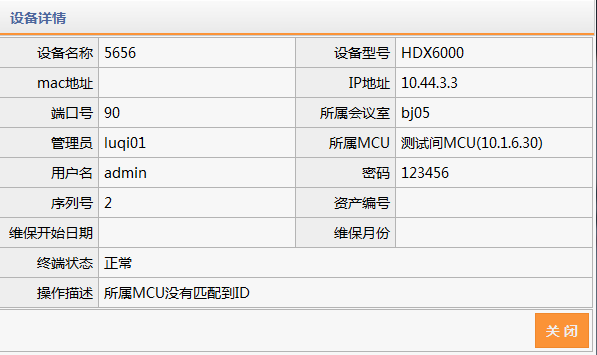 设备详情
设备名称 5656 设备型号 HDX6000
mac地址 IP地址 10.44.3.3
端口号 90 所属会议室 bj05
管理员 luqi01 所属MCU 测试间MCU(10.1.6.30)
用户名 admin 密码 123456
序列号 2 资产编号
维保开始日期 维保月份
终端状态 正常
操作描述 所属MCU没有匹配到ID
关 闭